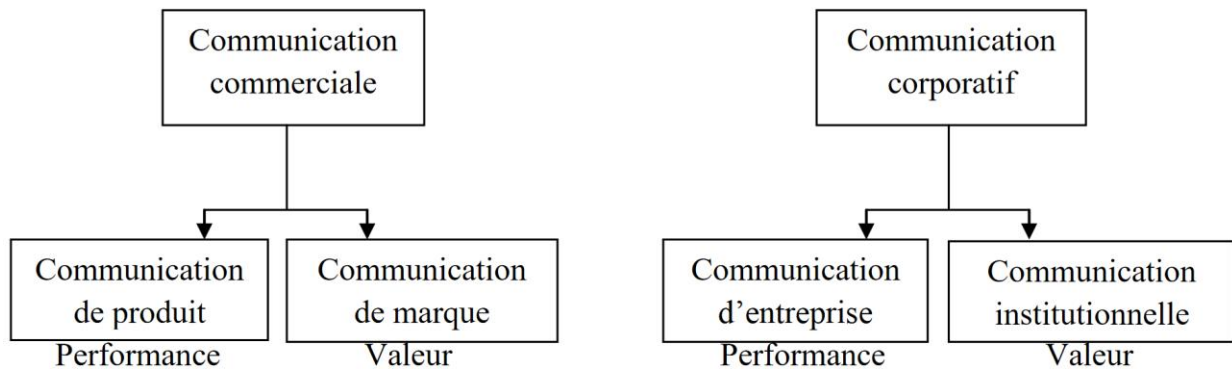 Communication
commerciale
Communication
corporatif
Communication
de produit
Performance
Communication
de marque
Valeur
Communication
d’entreprise
Performance
Communication
institutionnelle
Valeur